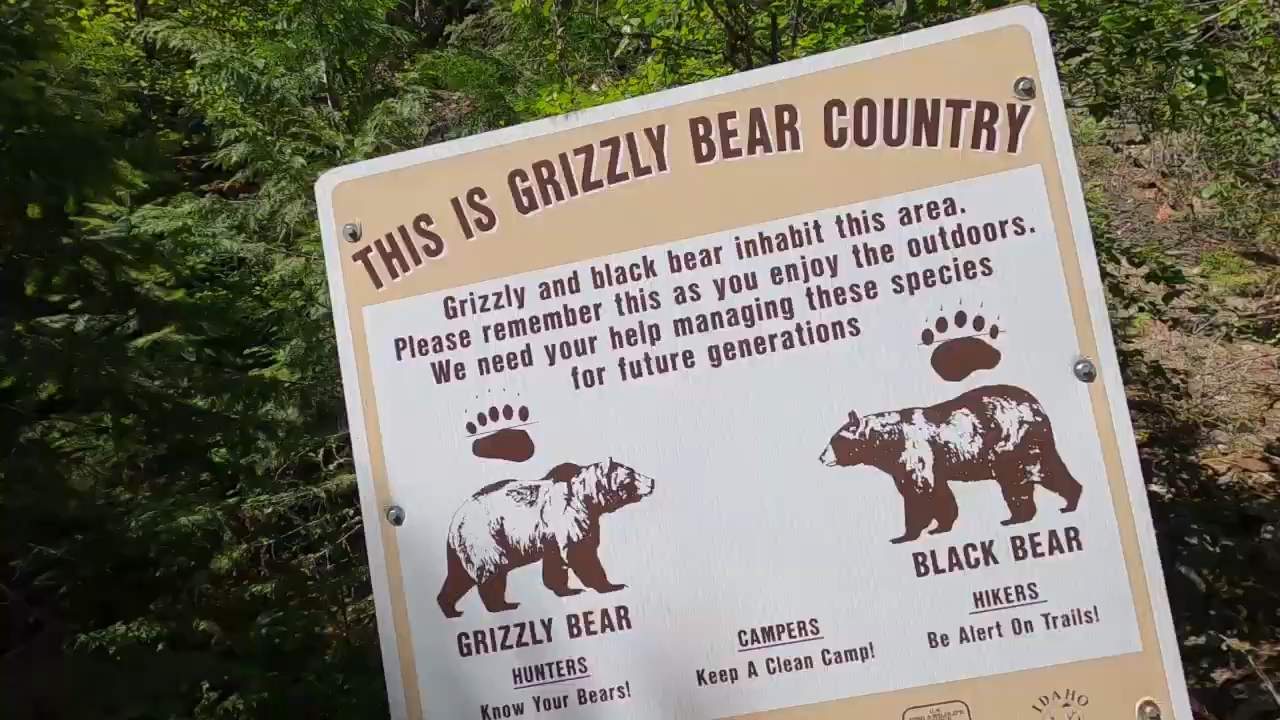 THIS IS GRIZZLY BEAR COUNTRY
Grizzly and black bear inhabit this area.
Please remember this as you enjoy the outdoors.
We need your help managing these species
for future generations
GRIZZLY BEAR
BLACK BEAR
HUNTERS
Know Your Bears!
CAMPERS
Keep A Clean Camp!
HIKERS
Be Alert On Trails!
IDAHO